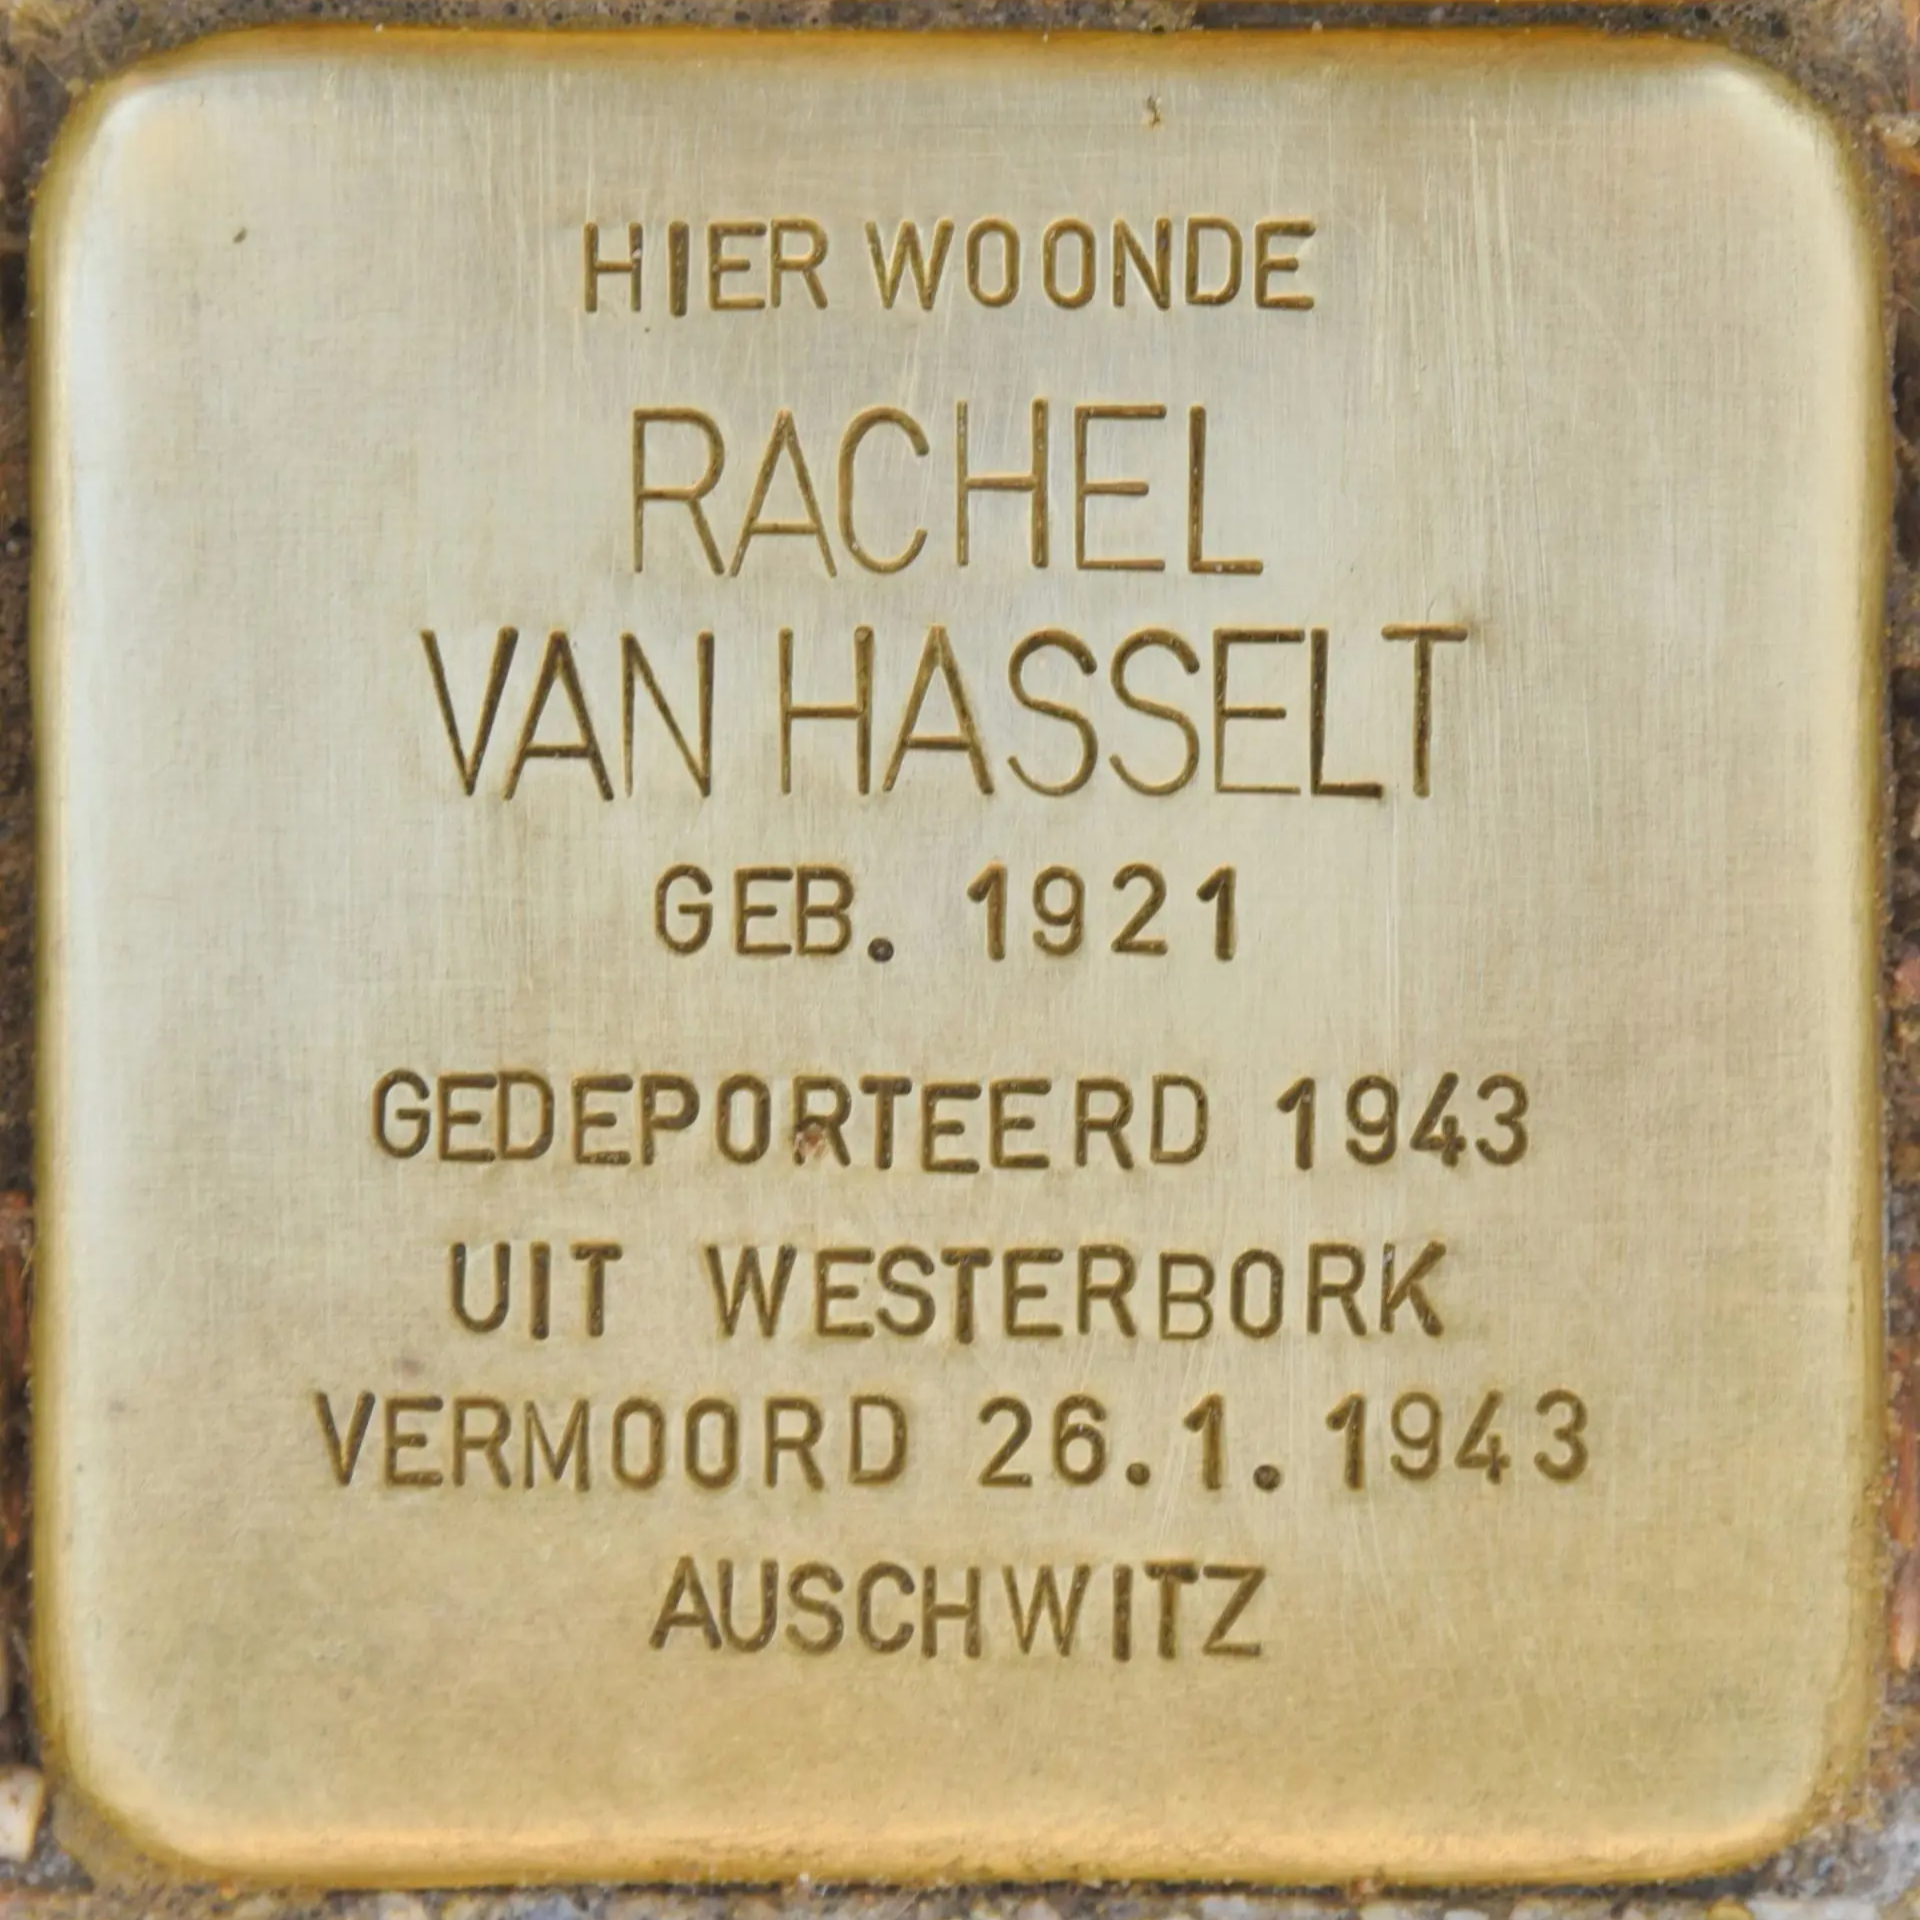 HIER WOONDE
RACHEL
VAN HASSELT
GEB. 1921
GEDEPORTEERD 1943
UIT WESTERBORK
VERMOORD 26.1.1943
AUSCHWITZ